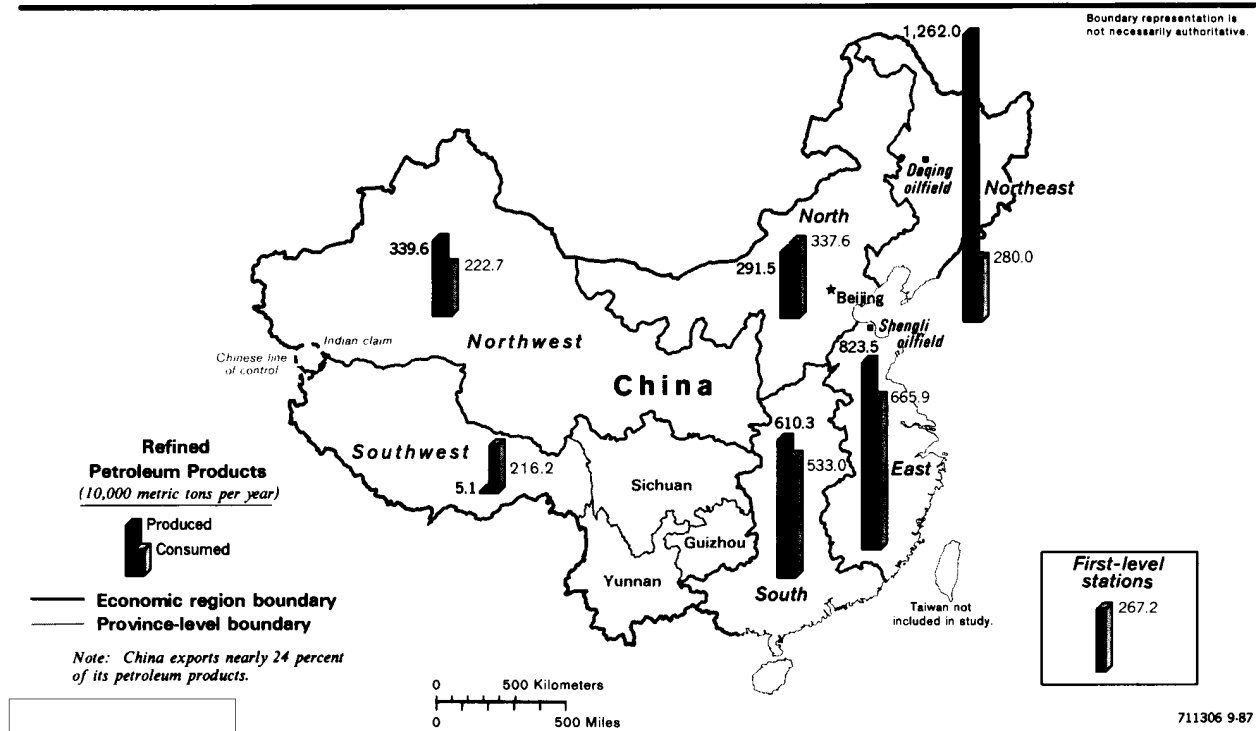 Boundary representation is
not necessarily authoritative.
1,262.0
Daqing
oilfield
Northeast
North
339.6
222.7
337.6
291.5
280.0
Beijing
Shengli
oilfield
Northwest
Indian claim
Chinese line
of control
823.5
China
665.9
610.3
533.0
Refined
Petroleum Products
(10,000 metric tons per year)
Southwest
216.2
5.1
East
Sichuan
Produced
Consumed
Guizhou
Yunnan
South
First-level
stations
267.2
Economic region boundary
Province-level boundary
Taiwan not
included in study.
Note: China exports nearly 24 percent
of its petroleum products.
0 500 Kilometers
0 500 Miles
711306 9-87